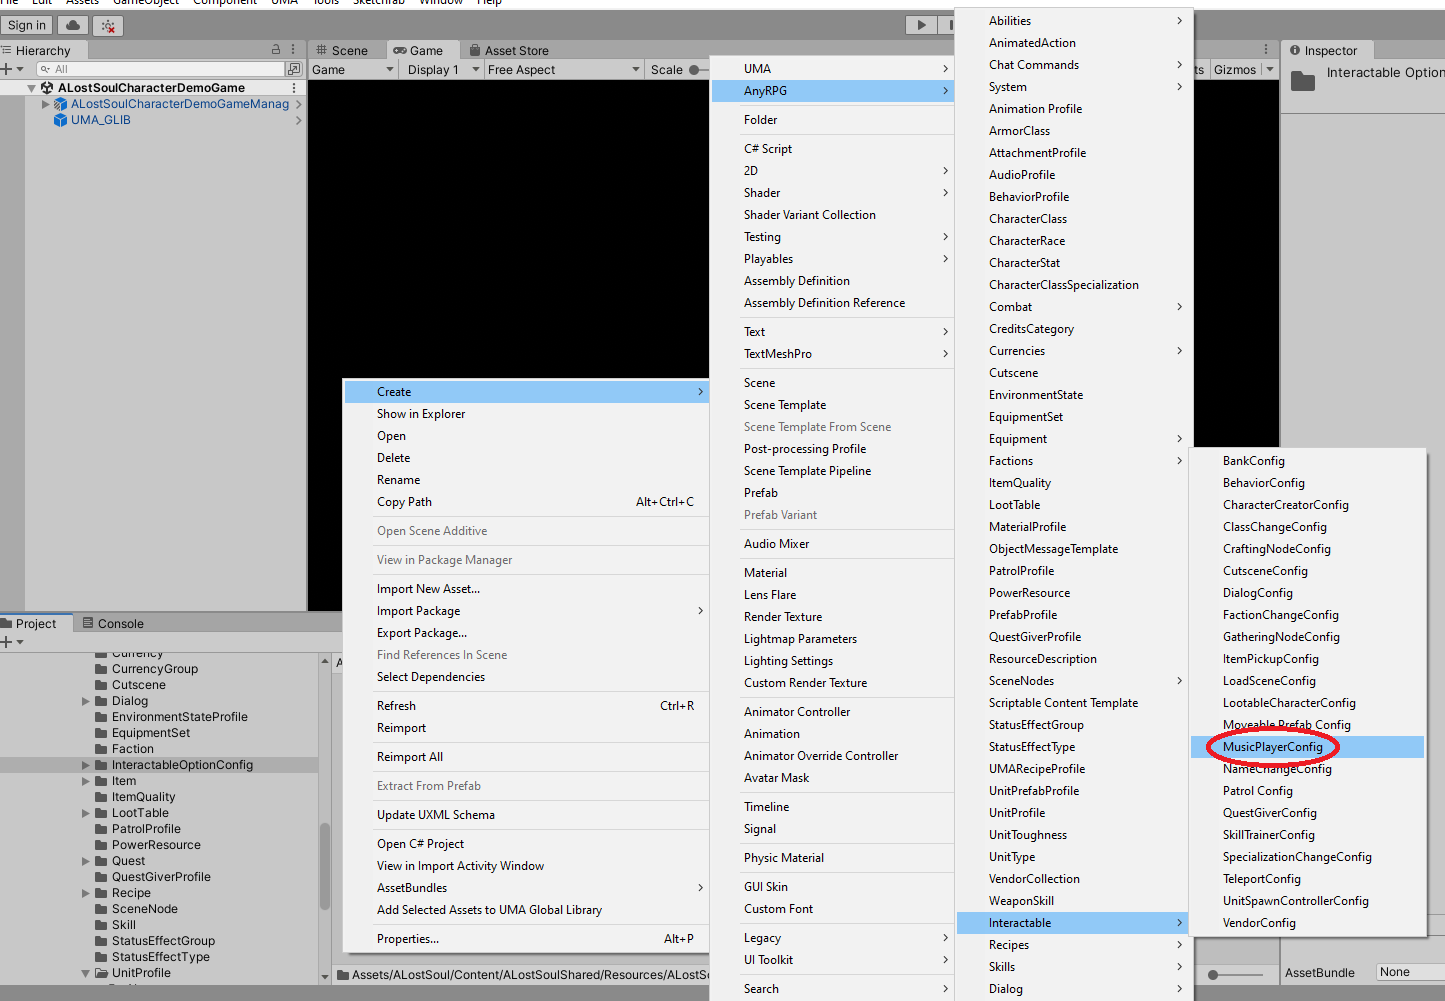 File Edit Assets GameObject Component UMA Tools Sketchfab Window Help
Sign in
Hierarchy
All
ALostSoulCharacterDemoGame
ALostSoulCharacterDemoGameManag
UMA_GLIB
Scene Game Asset Store
Game Display 1 Free Aspect Scale
ts Gizmos
Inspector
Interactable Option
Create
Show in Explorer
Open
Delete
Rename
Copy Path Alt+Ctrl+C
Open Scene Additive
View in Package Manager
Import New Asset...
Import Package
Export Package...
Find References In Scene
Select Dependencies
Refresh Ctrl+R
Reimport
Reimport All
Extract From Prefab
Update UXML Schema
Open C# Project
View in Import Activity Window
AssetBundles
Add Selected Assets to UMA Global Library
Properties... Alt+P
UMA
AnyRPG
Folder
C# Script
2D
Shader
Shader Variant Collection
Testing
Playables
Assembly Definition
Assembly Definition Reference
Text
TextMeshPro
Scene
Scene Template
Scene Template From Scene
Post-processing Profile
Scene Template Pipeline
Prefab
Prefab Variant
Audio Mixer
Material
Lens Flare
Render Texture
Lightmap Parameters
Lighting Settings
Custom Render Texture
Animator Controller
Animation
Animator Override Controller
Avatar Mask
Timeline
Signal
Physic Material
GUI Skin
Custom Font
Legacy
UI Toolkit
Search
Abilities
AnimatedAction
Chat Commands
System
Animation Profile
ArmorClass
AttachmentProfile
AudioProfile
BehaviorProfile
CharacterClass
CharacterRace
CharacterStat
CharacterClassSpecialization
Combat
CreditsCategory
Currencies
Cutscene
EnvironmentState
EquipmentSet
Equipment
Factions
ItemQuality
LootTable
MaterialProfile
ObjectMessageTemplate
PatrolProfile
PowerResource
PrefabProfile
QuestGiverProfile
ResourceDescription
SceneNodes
Scriptable Content Template
StatusEffectGroup
StatusEffectType
UMARecipeProfile
UnitPrefabProfile
UnitProfile
UnitToughness
UnitType
VendorCollection
WeaponSkill
Interactable
Recipes
Skills
Dialog
BankConfig
BehaviorConfig
CharacterCreatorConfig
ClassChangeConfig
CraftingNodeConfig
CutsceneConfig
DialogConfig
FactionChangeConfig
GatheringNodeConfig
ItemPickupConfig
LoadSceneConfig
LootableCharacterConfig
Moveable Prefab Config
MusicPlayerConfig
NameChangeConfig
Patrol Config
QuestGiverConfig
SkillTrainerConfig
SpecializationChangeConfig
TeleportConfig
UnitSpawnControllerConfig
VendorConfig
Project Console
Currency
CurrencyGroup
Cutscene
Dialog
EnvironmentStateProfile
EquipmentSet
Faction
InteractableOptionConfig
Item
ItemQuality
LootTable
PatrolProfile
PowerResource
Quest
QuestGiverProfile
Recipe
SceneNode
Skill
StatusEffectGroup
StatusEffectType
UnitProfile
A
Assets/ALostSoul/Content/ALostSoulShared/Resources/ALostSo
AssetBundle None